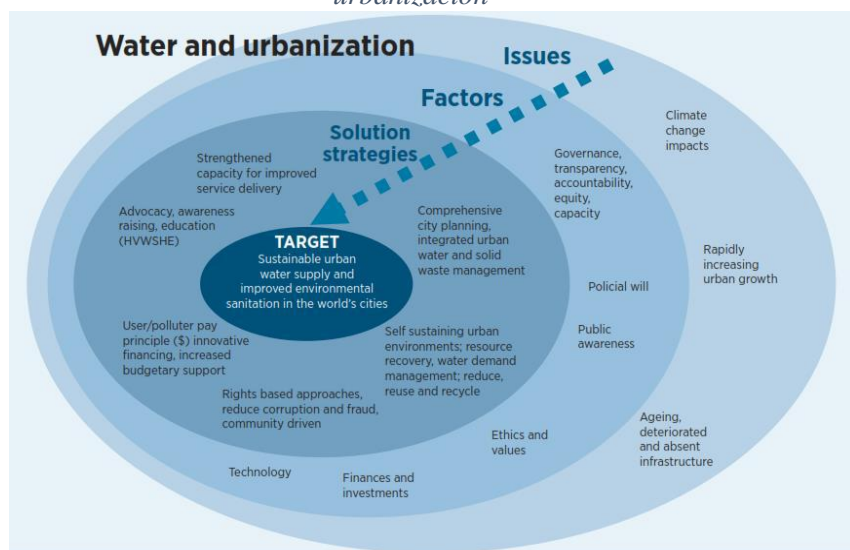 urbanización
Water and urbanization
Issues
Factors
Solution
strategies
Climate
change
impacts
Strengthened
capacity for improved
service delivery
Governance,
transparency,
accountability,
equity,
capacity
Advocacy, awareness
raising, education
(HVWSHE)
Comprehensive
city planning,
integrated urban
water and solid
waste management
TARGET
Sustainable urban
water supply and
improved environmental
sanitation in the world's cities
Rapidly
increasing
urban growth
Policial will
User/polluter pay
principle ($) innovative
financing, increased
budgetary support
Self sustaining urban
environments; resource
recovery, water demand
management; reduce,
reuse and recycle
Public
awareness
Rights based approaches,
reduce corruption and fraud,
community driven
Ethics and
values
Ageing,
deteriorated
and absent
infrastructure
Technology
Finances and
investments